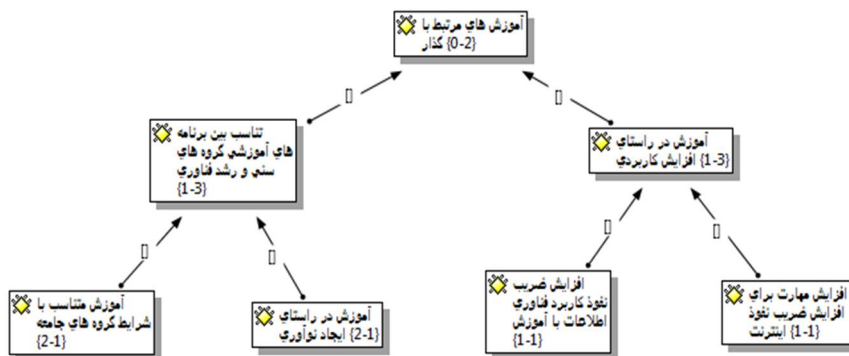 آموزش هاي مرتبط با
گذار {0-2}
تناسب بين برنامه
هاي آموزشي گروه هاي
سني و رشد فناوري
{1-3}
آموزش در راستاي
افزايش كاربردي {1-3}
آموزش متناسب با
شرايط گروه هاي جامعه
{2-1}
آموزش در راستاي
ايجاد نوآوري {2-1}
افزايش ضريب
نفوذ كاربرد فناوري
اطلاعات با آموزش
{1-1}
افزايش مهارت براي
افزايش ضريب نفوذ
اينترنت {1-1}